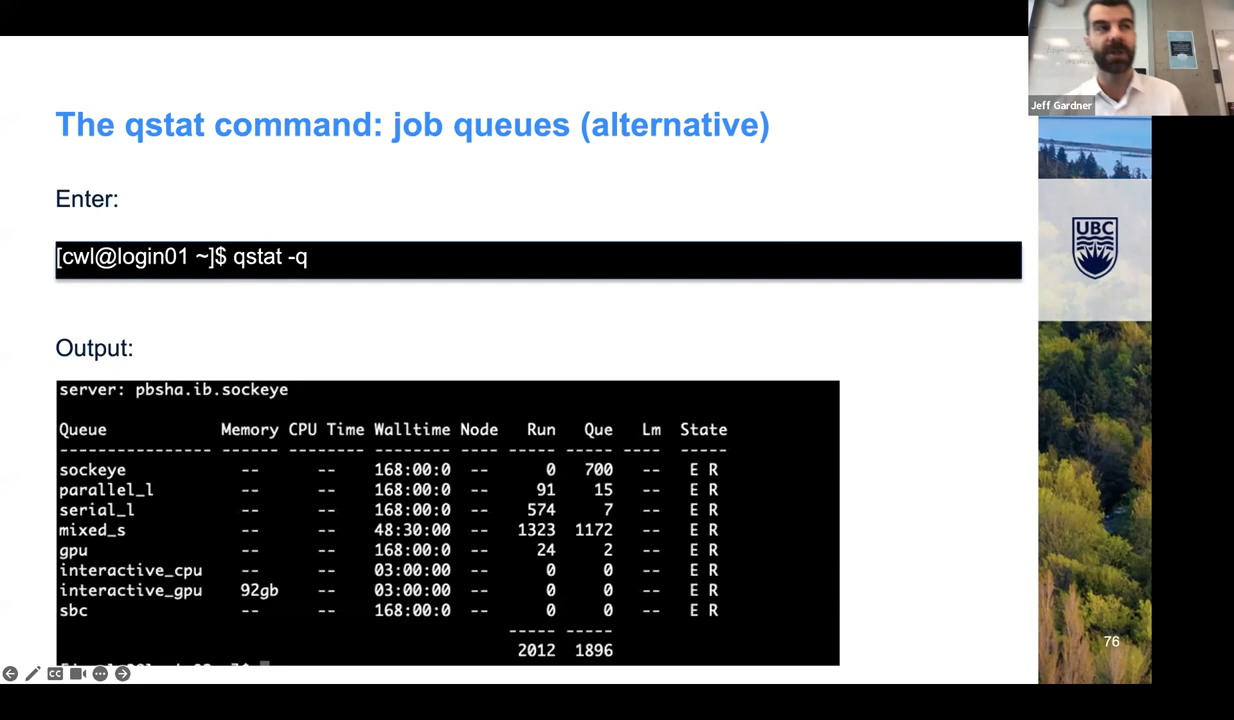 Jeff Gardner
The qstat command: job queues (alternative)
Enter:
[cwl@login01 ~]$ qstat -q
UBC
Output:
server: pbsha.ib.sockeye
Queue Memory CPU Time Walltime Node Run Que Lm State
---------------- ------ -------- -------- ---- ----- ----- ---- -----
sockeye -- -- 168:00:0 -- 0 700 -- E R
parallel_l -- -- 168:00:0 -- 91 15 -- E R
serial_l -- -- 168:00:0 -- 574 7 -- E R
mixed_s -- -- 48:30:00 -- 1323 1172 -- E R
gpu -- -- 168:00:0 -- 24 2 -- E R
interactive_cpu -- -- 03:00:00 -- 0 0 -- E R
interactive_gpu 92gb -- 03:00:00 -- 0 0 -- E R
sbc -- -- 168:00:0 -- 0 0 -- E R
----- -----
2012 1896
76
CC